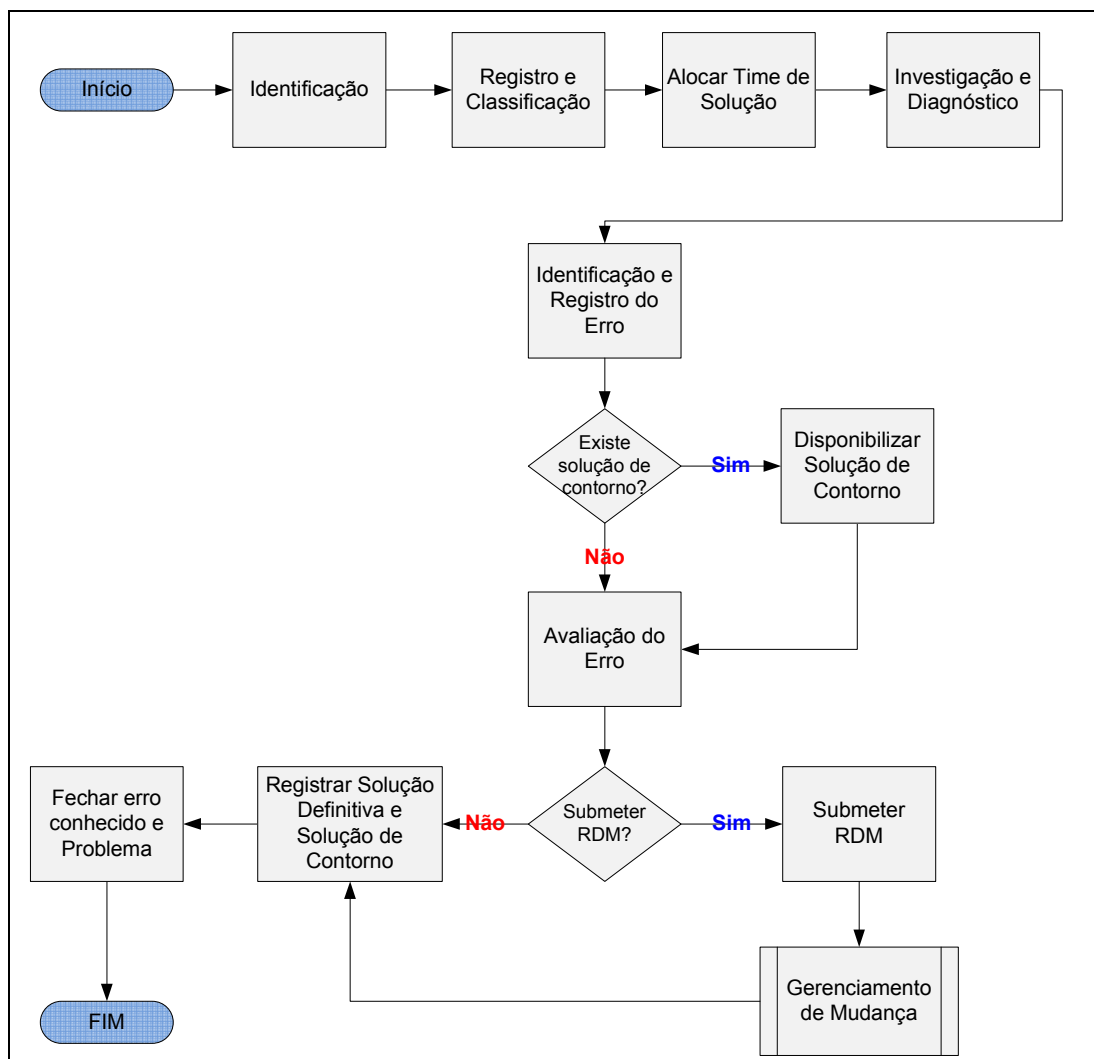 Início
Identificação
Registro e
Classificação
Alocar Time de
Solução
Investigação e
Diagnóstico
Identificação e
Registro do
Erro
Existe
solução de
contorno?
Sim
Disponibilizar
Solução de
Contorno
Não
Avaliação do
Erro
Submeter
RDM?
Sim
Submeter
RDM
Não
Registrar Solução
Definitiva e
Solução de
Contorno
Fechar erro
conhecido e
Problema
Gerenciamento
de Mudança
FIM